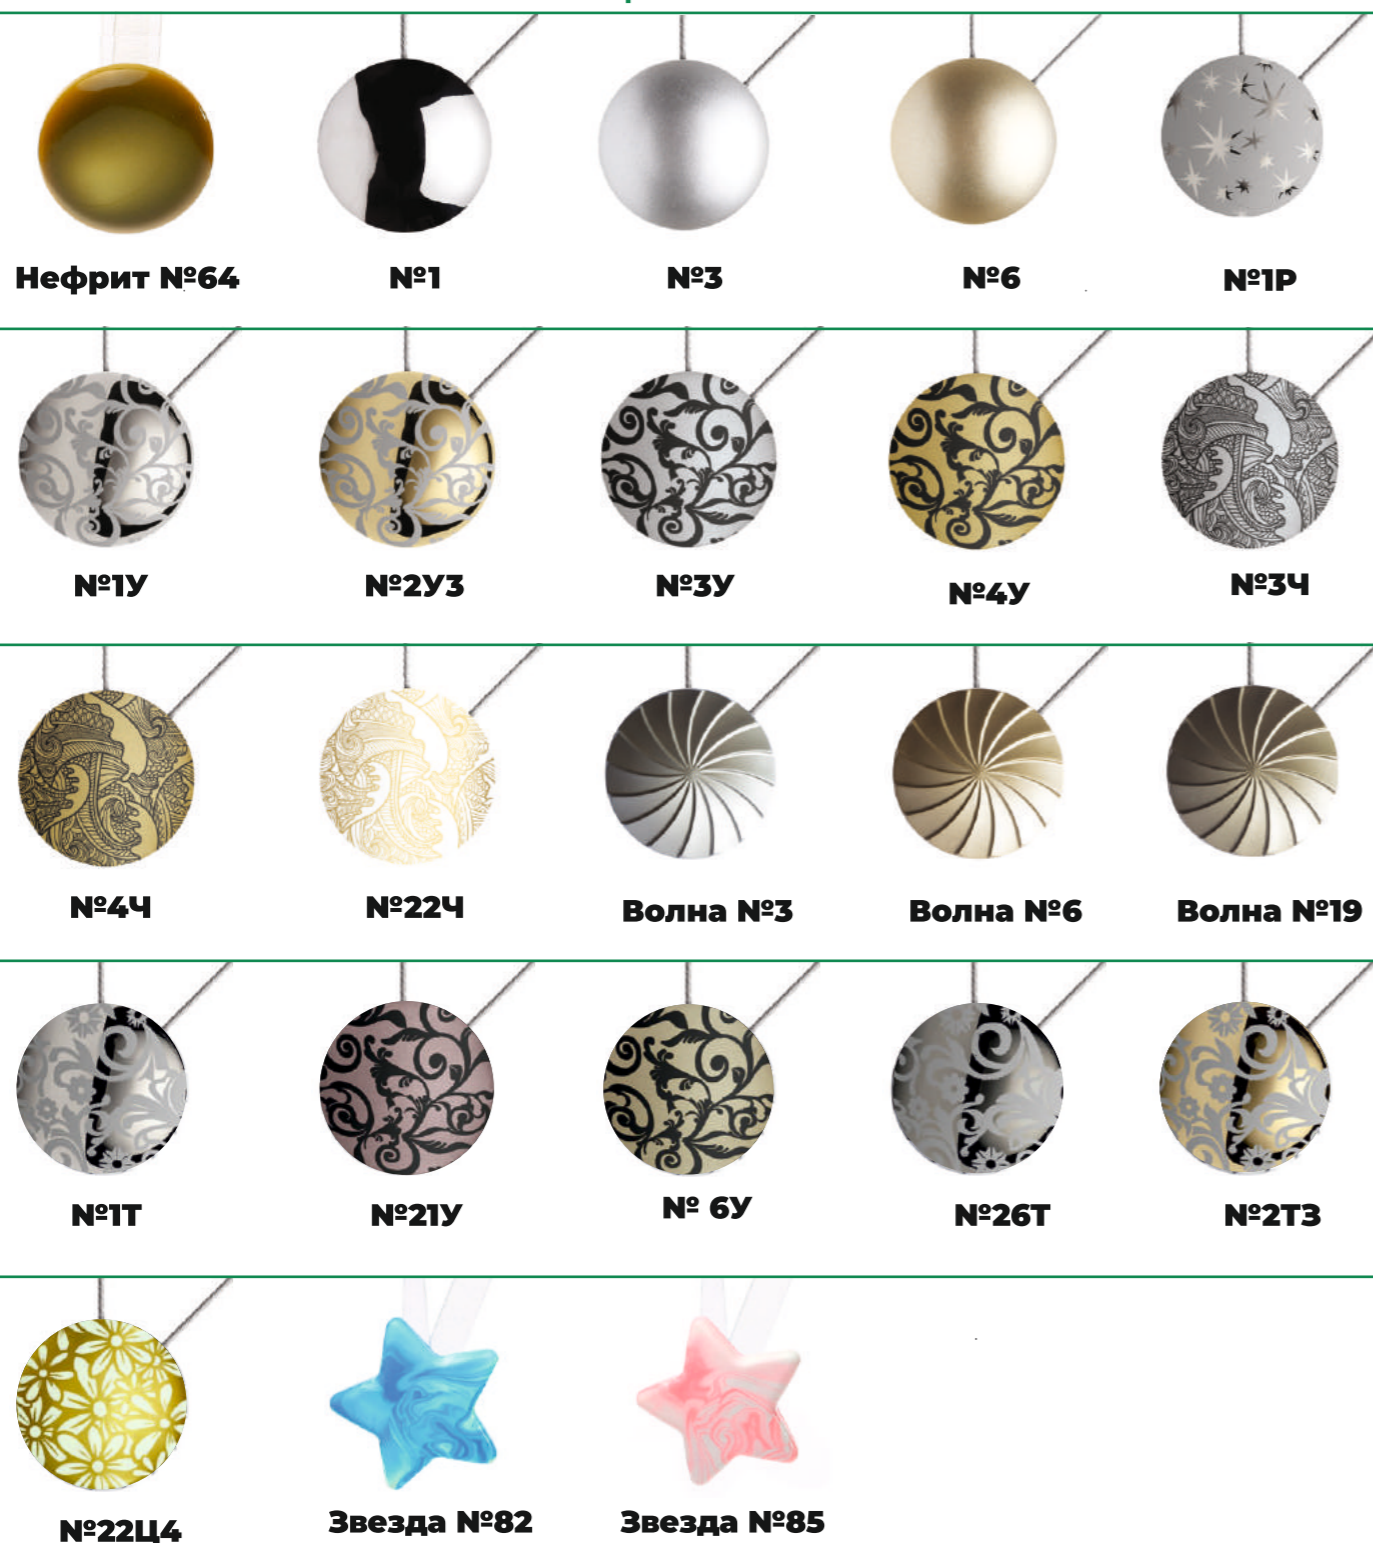 Нефрит №64
№1
№3
№6
№1Р
№1У
№2У3
№3У
№4У
№3Ч
№4Ч
№22Ч
Волна №3
Волна №6
Волна №19
№1Т
№21У
№ 6У
№26Т
№2ТЗ
№22Ц4
Звезда №82
Звезда №85